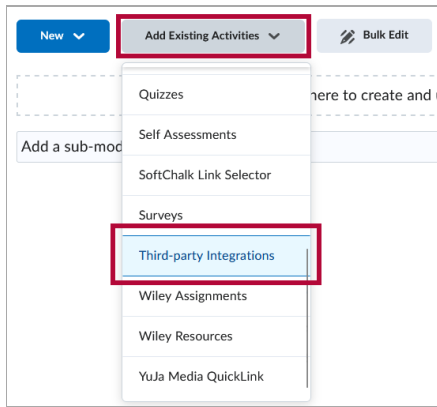 New
Add Existing Activities
Bulk Edit
Quizzes
here to create and
Self Assessments
Add a sub-mod
SoftChalk Link Selector
Surveys
Third-party Integrations
Wiley Assignments
Wiley Resources
YuJa Media QuickLink